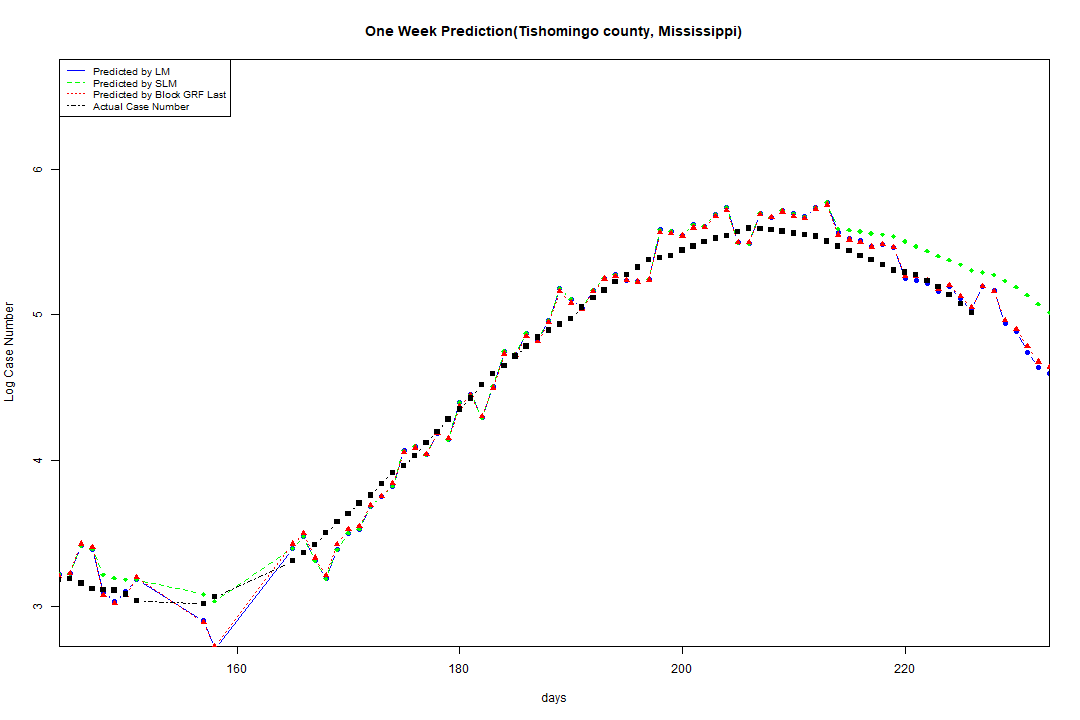 One Week Prediction(Tishomingo county, Mississippi)
Predicted by LM
Predicted by SLM
Predicted by Block GRF Last
Actual Case Number
Log Case Number
6
5
4
3
160 180 200 220
days